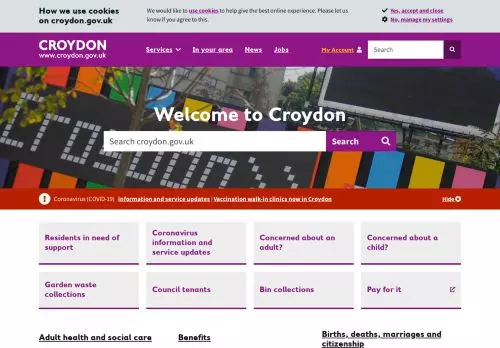 How we use cookies
on croydon.gov.uk
We would like to use cookies to help give the best online experience. Please let
us know if you agree to this.
Yes, accept and close
No, manage my settings
CROYDON
www.croydon.gov.uk
Services
In your area
News
Jobs
My Account
Search
Welcome to Croydon
Search croydon.gov.uk
Search
Coronavirus (COVID-19) Information and service updates | Vaccination walk-in clinics now in Croydon
Hide
Residents in need of
support
Coronavirus
information and
service updates
Concerned about an
adult?
Concerned about a
child?
Garden waste
collections
Council tenants
Bin collections
Pay for it
Adult health and social care
Benefits
Births, deaths, marriages and
citizenship